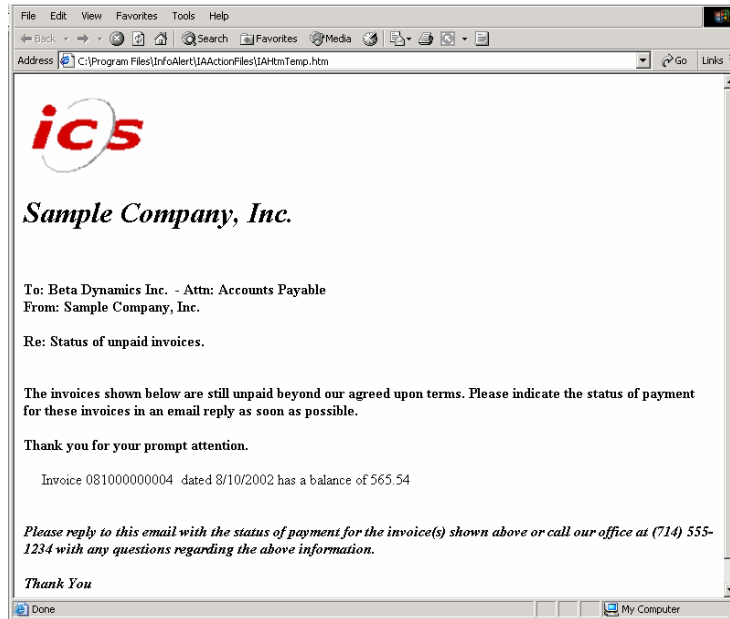 File Edit View Favorites Tools Help
Back Search Favorites Media
Address C:\Program Files\InfoAlert\IAActionFiles\IAHtmTemp.htm Go Links
ics
Sample Company, Inc.
To: Beta Dynamics Inc. - Attn: Accounts Payable
From: Sample Company, Inc.
Re: Status of unpaid invoices.
The invoices shown below are still unpaid beyond our agreed upon terms. Please indicate the status of payment
for these invoices in an email reply as soon as possible.
Thank you for your prompt attention.
Invoice 081000000004 dated 8/10/2002 has a balance of 565.54
Please reply to this email with the status of payment for the invoice(s) shown above or call our office at (714) 555-
1234 with any questions regarding the above information.
Thank You
Done My Computer